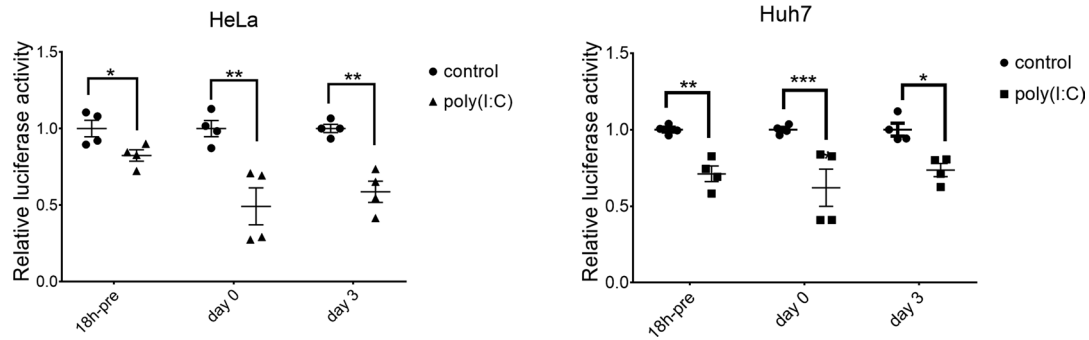 HeLa
Relative luciferase activity
1.5
1.0
0.5
0.0
*
**
**
18h-pre
day 0
day 3
control
poly(I:C)
Huh7
Relative luciferase activity
1.5
1.0
0.5
0.0
**
***
*
18h-pre
day 0
day 3
control
poly(I:C)